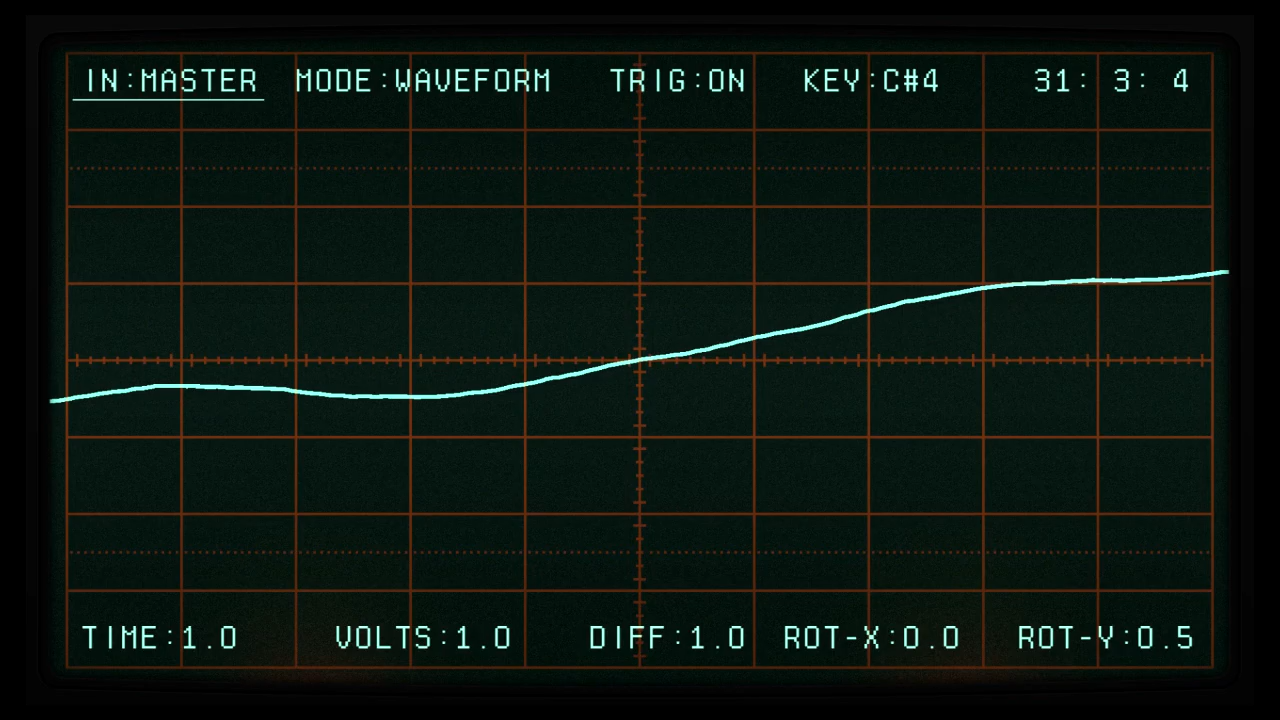 IN:MASTER MODE:WAVEFORM TRIG:ON KEY:C#4 31: 3: 4
TIME:1.0 VOLTS:1.0 DIFF:1.0 ROT-X:0.0 ROT-Y:0.5